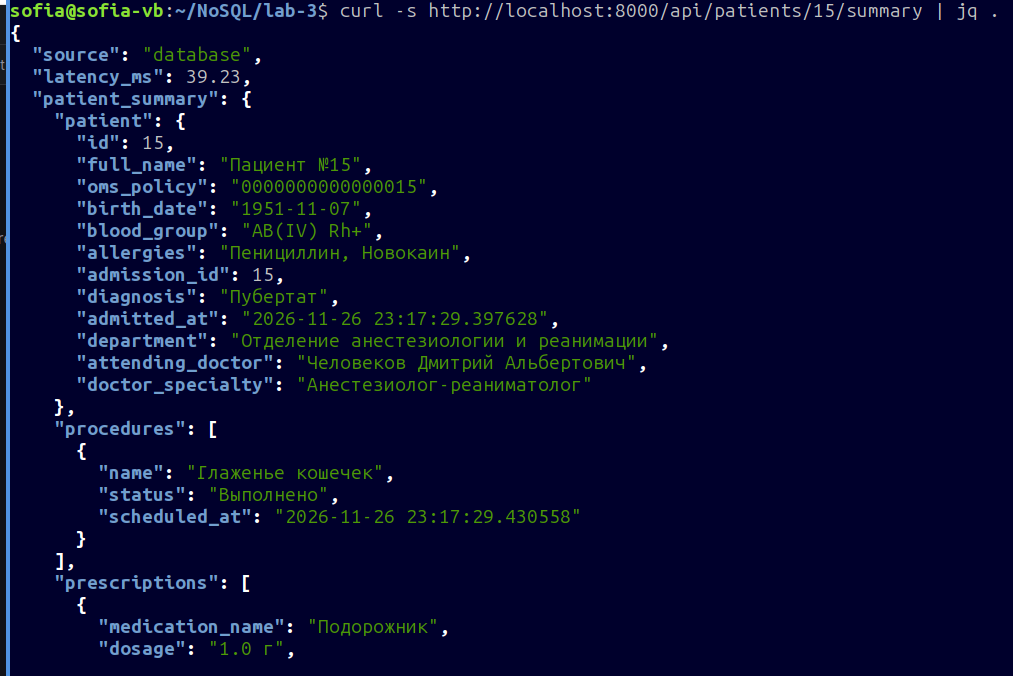 sofia@sofia-vb:~/NoSQL/lab-3$ curl -s http://localhost:8000/api/patients/15/summary | jq .
{
  "source": "database",
  "latency_ms": 39.23,
  "patient_summary": {
    "patient": {
      "id": 15,
      "full_name": "Пациент №15",
      "oms_policy": "0000000000000015",
      "birth_date": "1951-11-07",
      "blood_group": "AB(IV) Rh+",
      "allergies": "Пенициллин, Новокаин",
      "admission_id": 15,
      "diagnosis": "Пубертат",
      "admitted_at": "2026-11-26 23:17:29.397628",
      "department": "Отделение анестезиологии и реанимации",
      "attending_doctor": "Человеков Дмитрий Альбертович",
      "doctor_specialty": "Анестезиолог-реаниматолог"
    },
    "procedures": [
      {
        "name": "Глаженье кошечек",
        "status": "Выполнено",
        "scheduled_at": "2026-11-26 23:17:29.430558"
      }
    ],
    "prescriptions": [
      {
        "medication_name": "Подорожник",
        "dosage": "1.0 г",